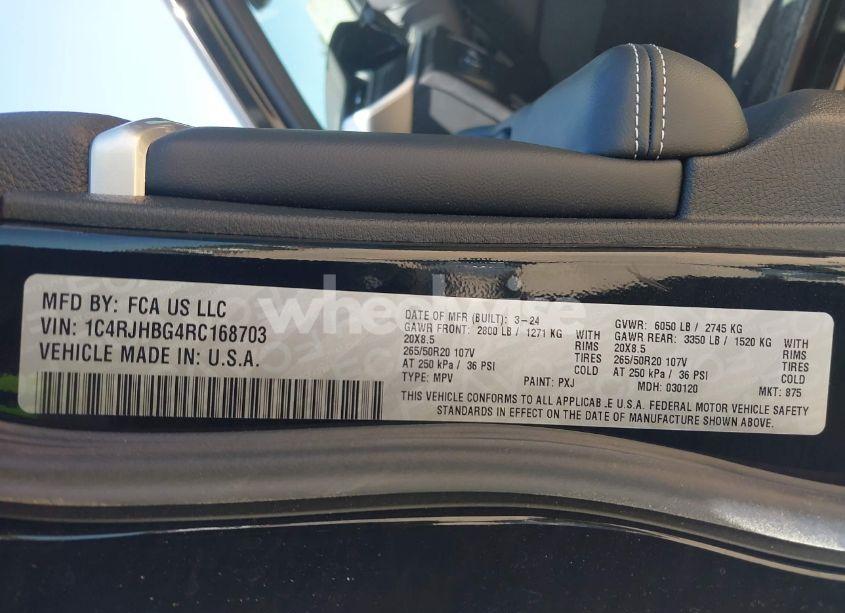 MFD BY: FCA US LLC
VIN: 1C4RJHBG4RC168703
VEHICLE MADE IN: U.S.A.
DATE OF MFR (BUILT): 3-24
GAWR FRONT: 2800 LB / 1271 KG WITH
20X8.5 RIMS
265/50R20 107V
AT 250 kPa / 36 PSI COLD
TYPE: MPV PAINT: PXJ
GVWR: 6050 LB / 2745 KG
GAWR REAR: 3350 LB / 1520 KG WITH
20X8.5 RIMS
265/50R20 107V
AT 250 kPa / 36 PSI COLD
MDH: 030120 MKT: 875
THIS VEHICLE CONFORMS TO ALL APPLICAB.E U.S.A. FEDERAL MOTOR VEHICLE SAFETY
STANDARDS IN EFFECT ON THE DATE OF MANUFACTURE SHOWN ABOVE.
wheelwire